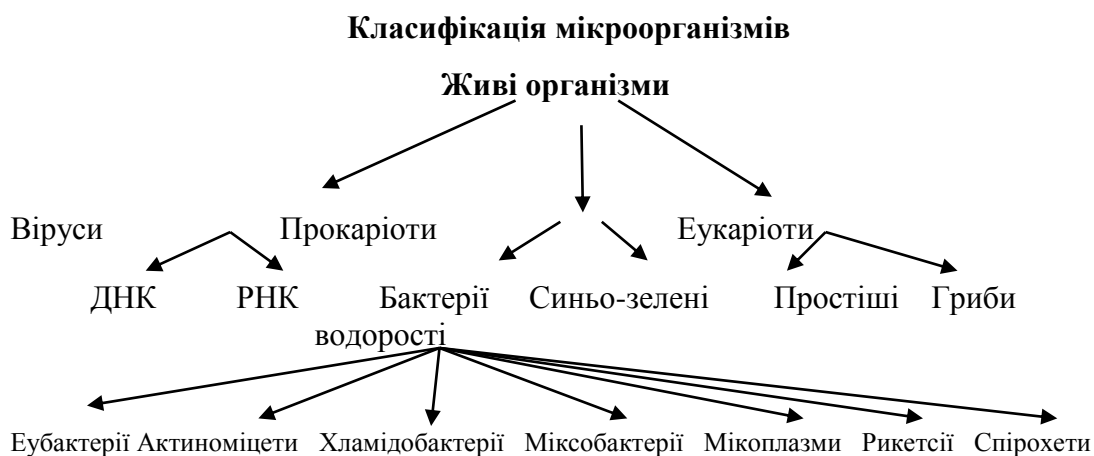 Класифікація мікроорганізмів
Живі організми
Віруси Прокаріоти Еукаріоти
ДНК РНК Бактерії Синьо-зелені Простіші Гриби
водорості
Еубактерії Актиноміцети Хламідобактерії Міксобактерії Мікоплазми Рикетсії Спірохети